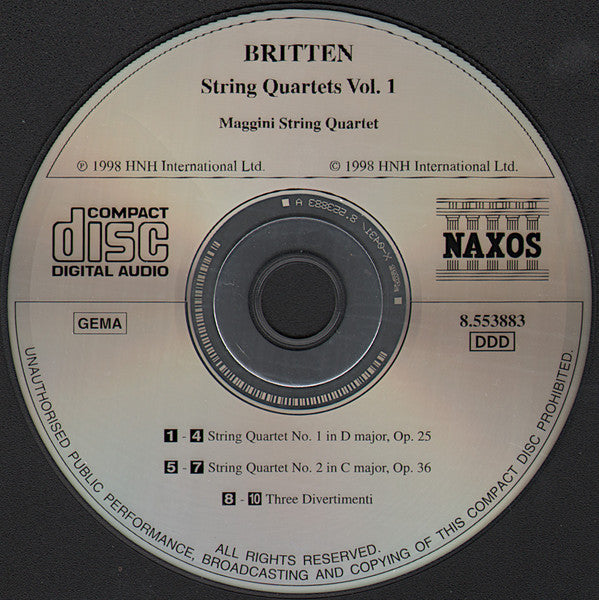 BRITTEN
String Quartets Vol. 1
Maggini String Quartet
℗ 1998 HNH International Ltd.
© 1998 HNH International Ltd.
COMPACT
disc
DIGITAL AUDIO
NAXOS
GEMA
8.553883
DDD
1 - 4 String Quartet No. 1 in D major, Op. 25
5 - 7 String Quartet No. 2 in C major, Op. 36
8 - 10 Three Divertimenti
ALL RIGHTS RESERVED.
UNAUTHORISED PUBLIC PERFORMANCE, BROADCASTING AND COPYING OF THIS COMPACT DISC PROHIBITED.
8.553883 A